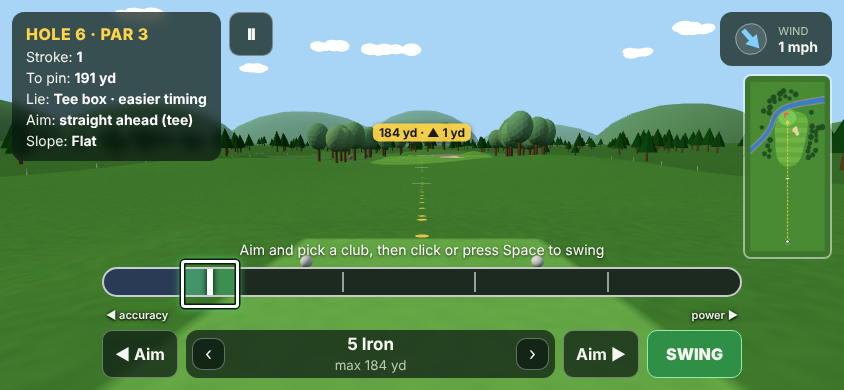 HOLE 6 · PAR 3
Stroke: 1
To pin: 191 yd
Lie: Tee box · easier timing
Aim: straight ahead (tee)
Slope: Flat
WIND
1 mph
184 yd · ▲ 1 yd
Aim and pick a club, then click or press Space to swing
◀ accuracy
power ▶
◀ Aim
‹
5 Iron
max 184 yd
›
Aim ▶
SWING